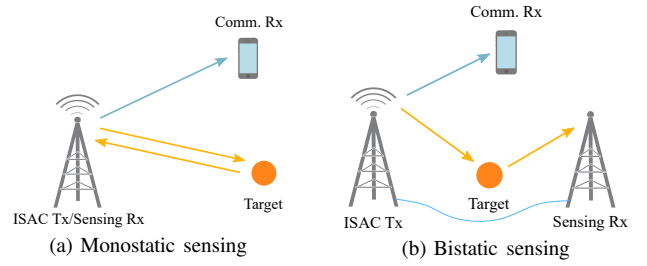 Comm. Rx
ISAC Tx/Sensing Rx
Target
(a) Monostatic sensing
Comm. Rx
ISAC Tx
Target
Sensing Rx
(b) Bistatic sensing